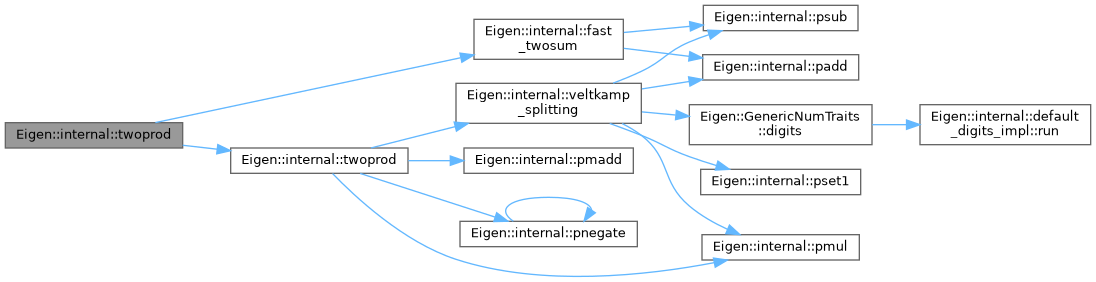 Eigen::internal::twoprod
Eigen::internal::fast
_twosum
Eigen::internal::psub
Eigen::internal::padd
Eigen::internal::twoprod
Eigen::internal::veltkamp
_splitting
Eigen::GenericNumTraits
::digits
Eigen::internal::default
_digits_impl::run
Eigen::internal::pmadd
Eigen::internal::pset1
Eigen::internal::pnegate
Eigen::internal::pmul